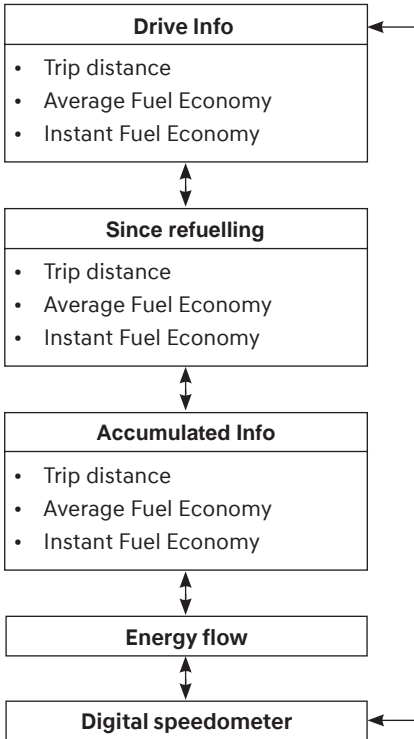 Drive Info
• Trip distance
• Average Fuel Economy
• Instant Fuel Economy
Since refuelling
• Trip distance
• Average Fuel Economy
• Instant Fuel Economy
Accumulated Info
• Trip distance
• Average Fuel Economy
• Instant Fuel Economy
Energy flow
Digital speedometer